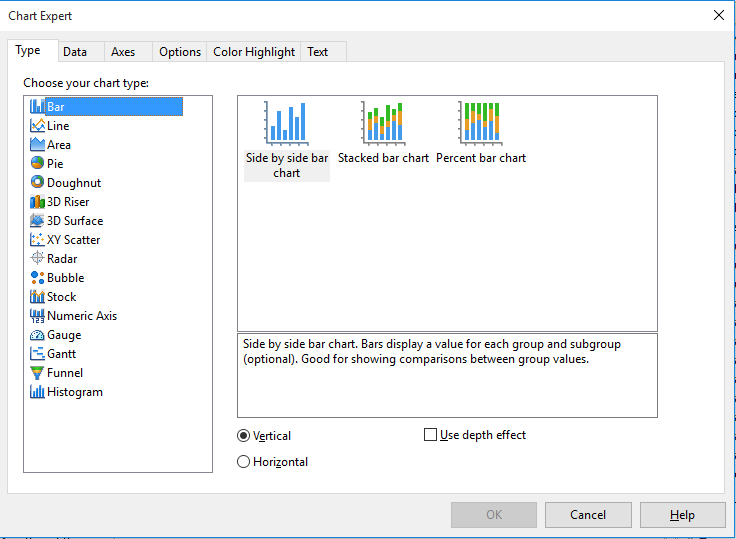 Chart Expert
Type Data Axes Options Color Highlight Text
Choose your chart type:
Bar
Line
Area
Pie
Doughnut
3D Riser
3D Surface
XY Scatter
Radar
Bubble
Stock
Numeric Axis
Gauge
Gantt
Funnel
Histogram
Side by side bar
chart
Stacked bar chart
Percent bar chart
Side by side bar chart. Bars display a value for each group and subgroup
(optional). Good for showing comparisons between group values.
Vertical
Use depth effect
Horizontal
OK Cancel Help